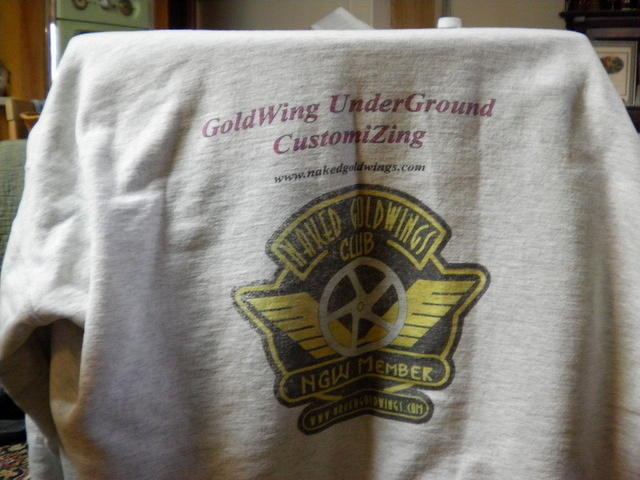 GoldWing UnderGround
CustomiZing
www.nakedgoldwings.com
NAKED GOLDWINGS
CLUB
NGW MEMBER
WWW.NAKEDGOLDWINGS.COM